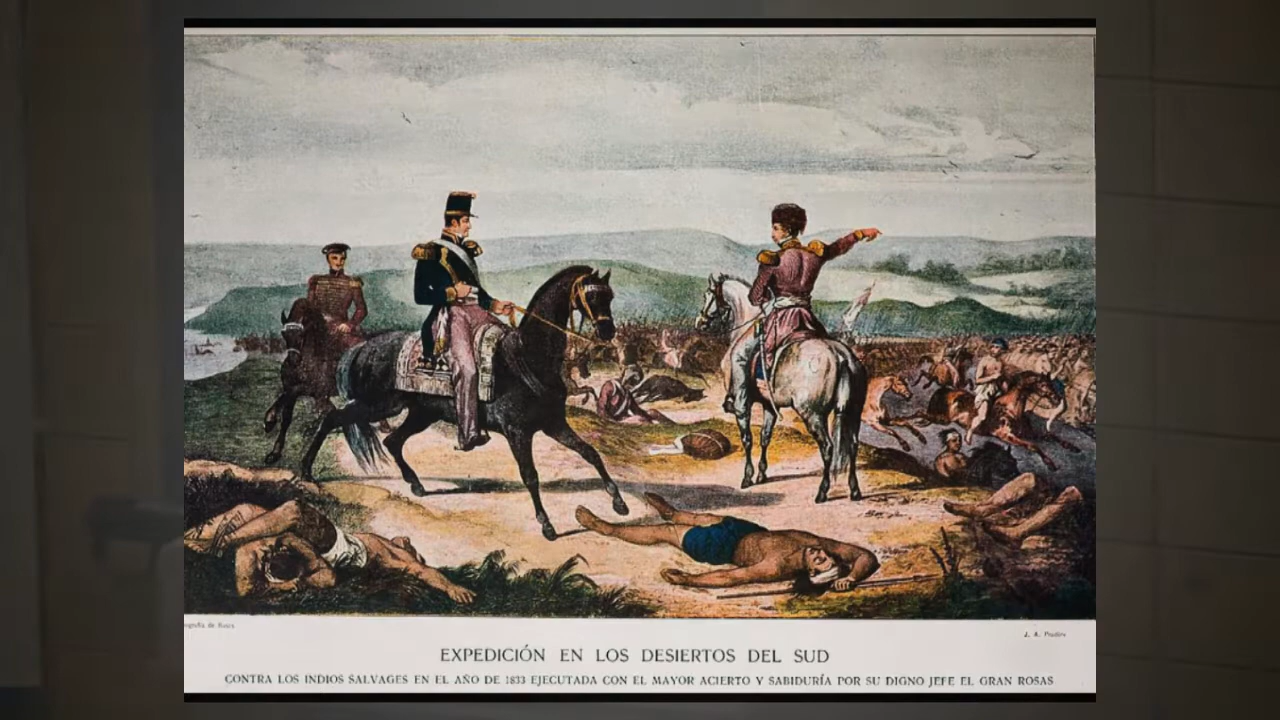 de
J. A.
EXPEDICIÓN EN LOS DESIERTOS DEL SUD
CONTRA LOS INDIOS SALVAGES EN EL AÑO DE 1833 EJECUTADA CON EL MAYOR ACIERTO Y SABIDURÍA POR SU DIGNO JEFE EL GRAN ROSAS